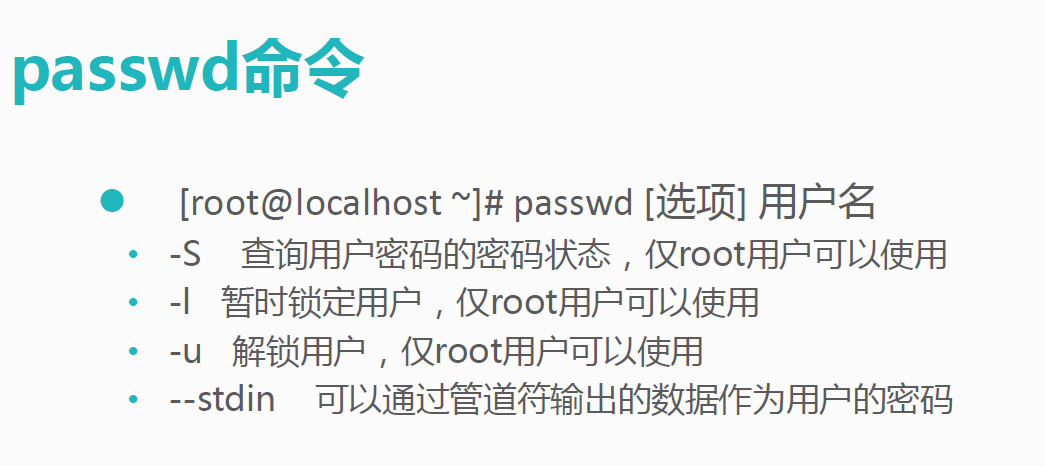 passwd命令
[root@localhost ~]# passwd [选项] 用户名
-S 查询用户密码的密码状态，仅root用户可以使用
-l 暂时锁定用户，仅root用户可以使用
-u 解锁用户，仅root用户可以使用
--stdin 可以通过管道符输出的数据作为用户的密码